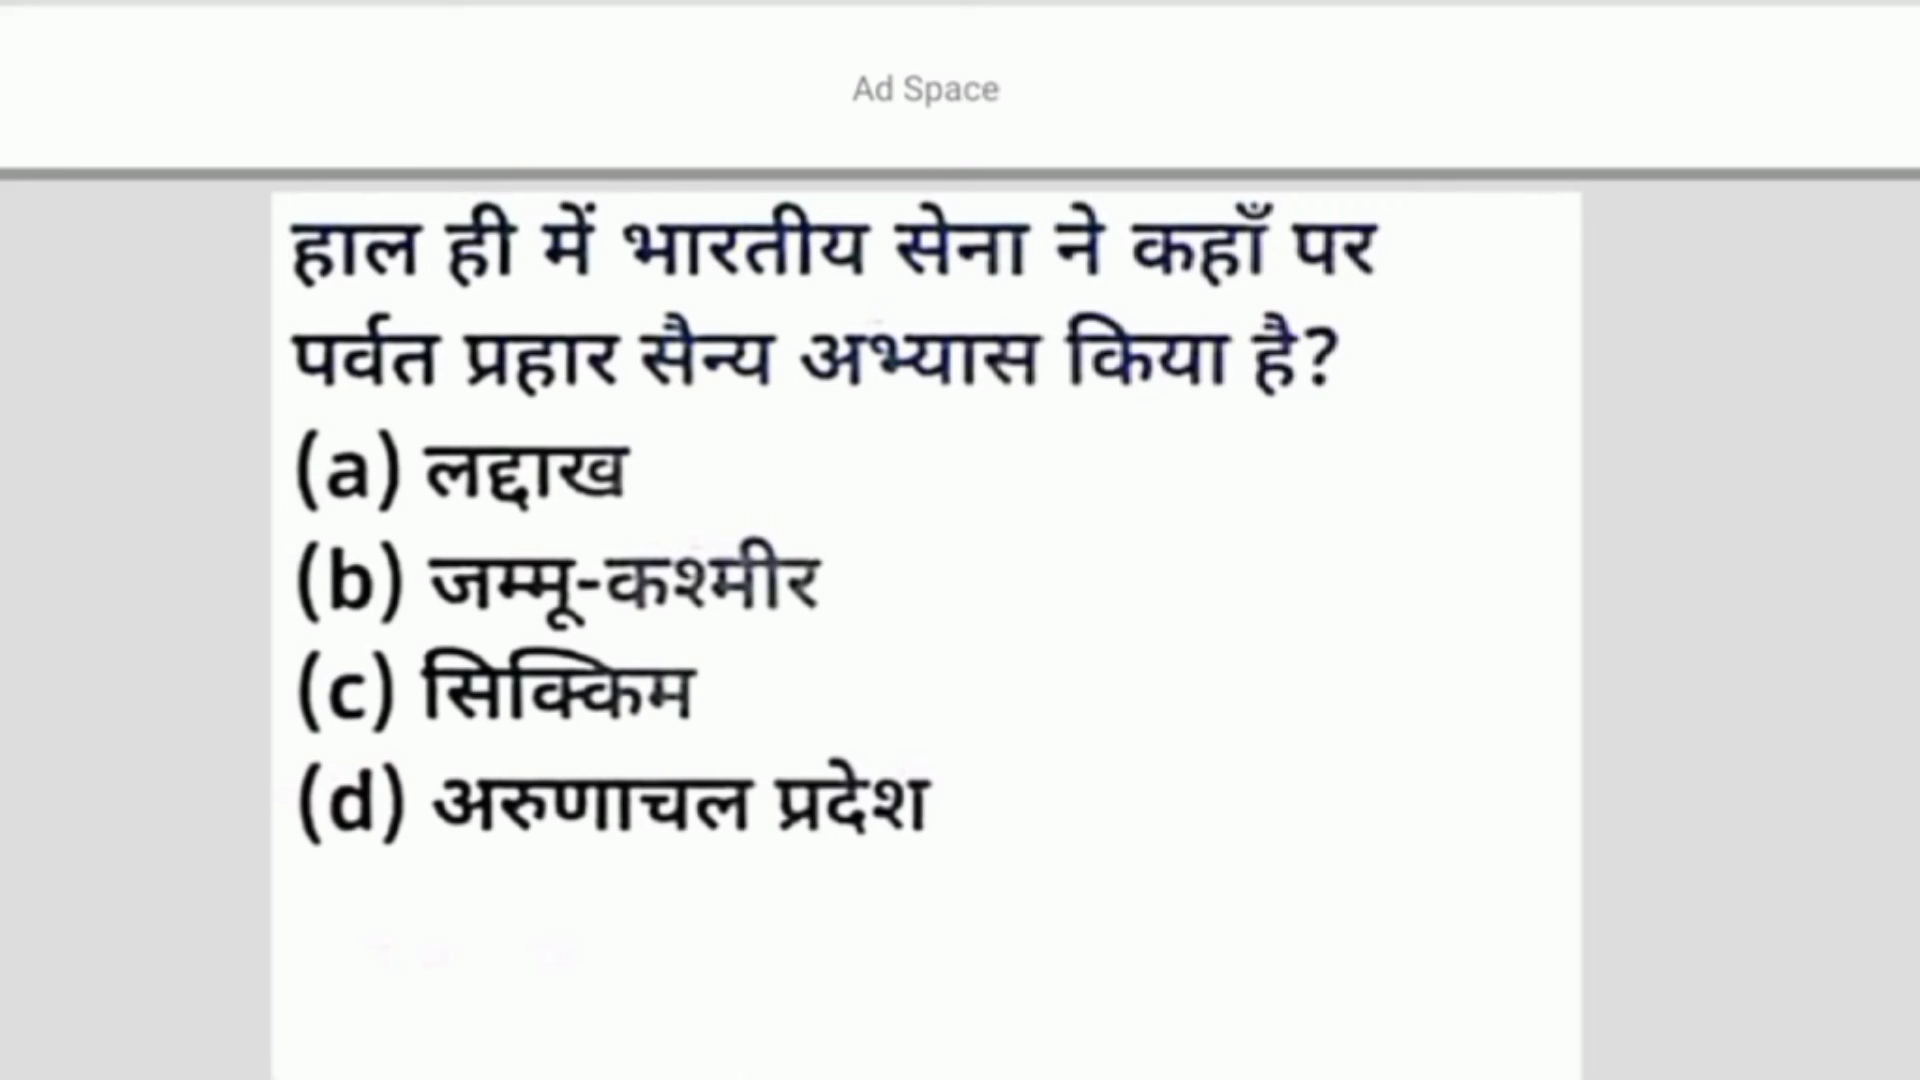 Ad Space
हाल ही में भारतीय सेना ने कहाँ पर
पर्वत प्रहार सैन्य अभ्यास किया है?
(a) लद्दाख
(b) जम्मू-कश्मीर
(c) सिक्किम
(d) अरुणाचल प्रदेश